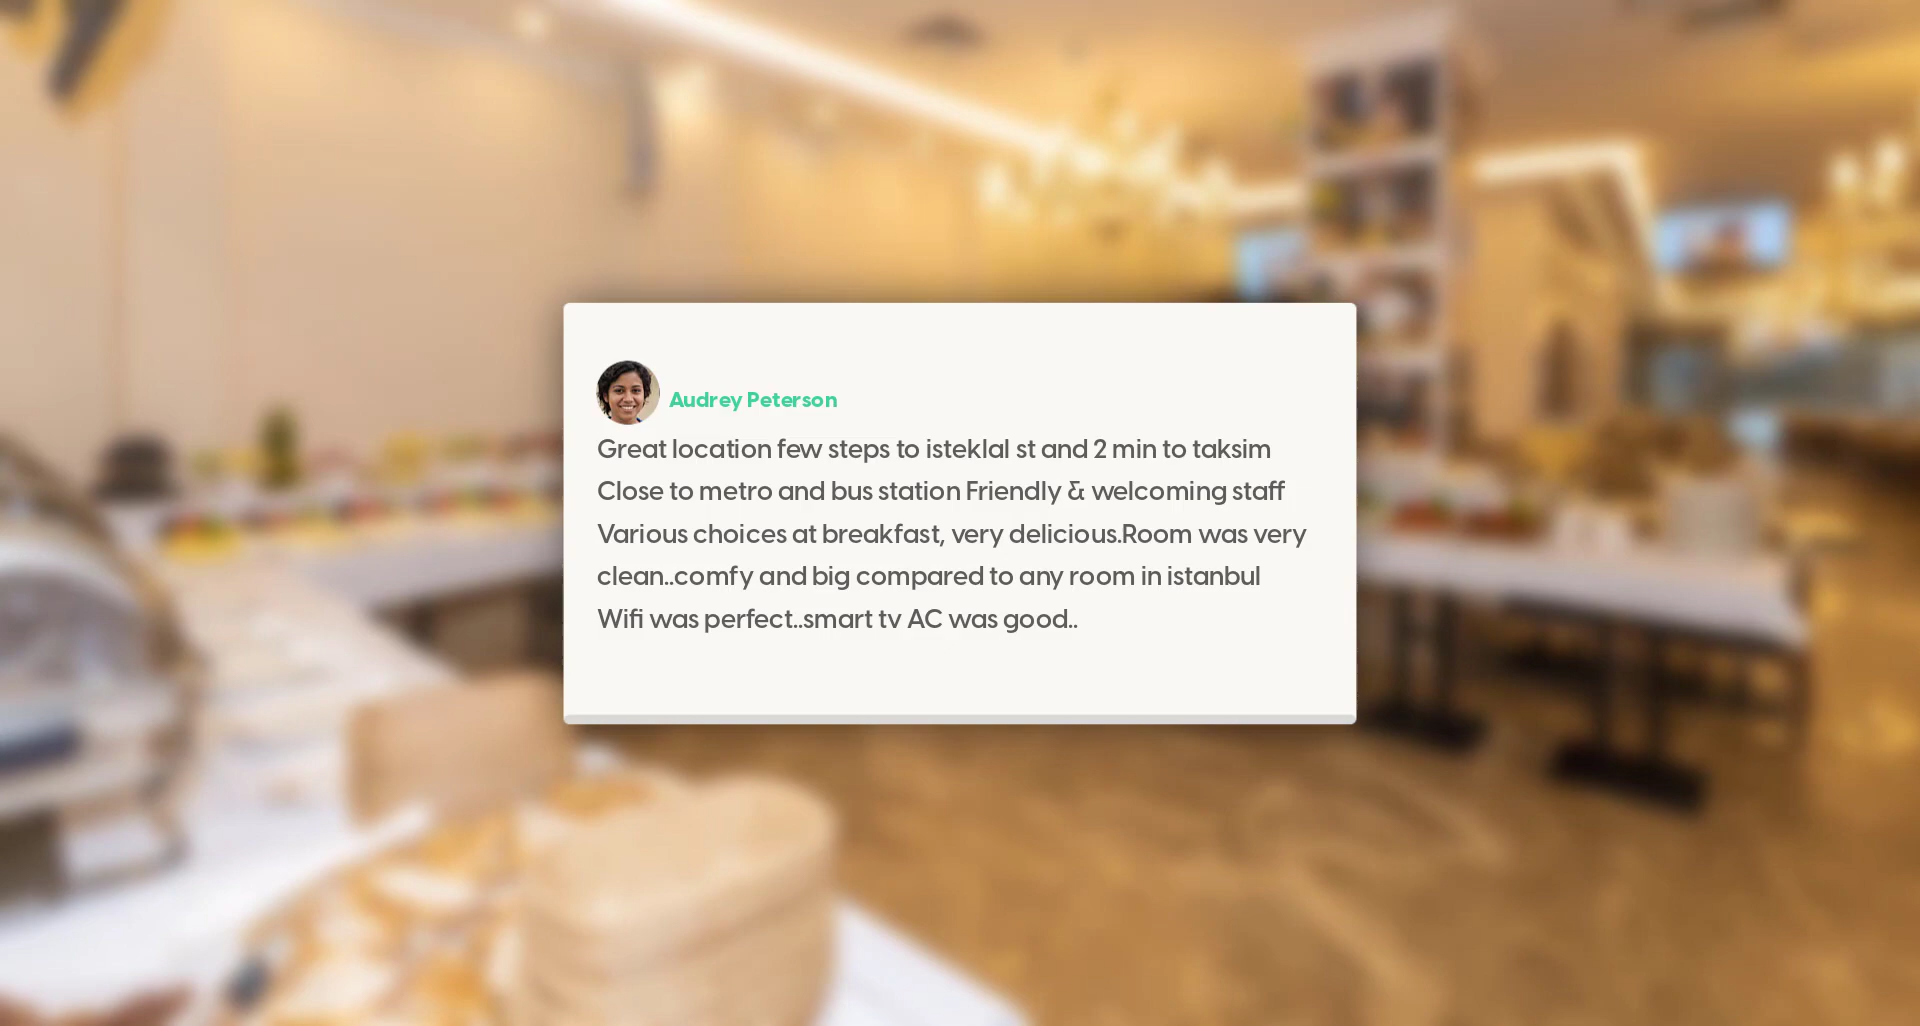 Audrey Peterson
Great location few steps to isteklal st and 2 min to taksim
Close to metro and bus station Friendly & welcoming staff
Various choices at breakfast, very delicious.Room was very
clean..comfy and big compared to any room in istanbul
Wifi was perfect..smart tv AC was good..